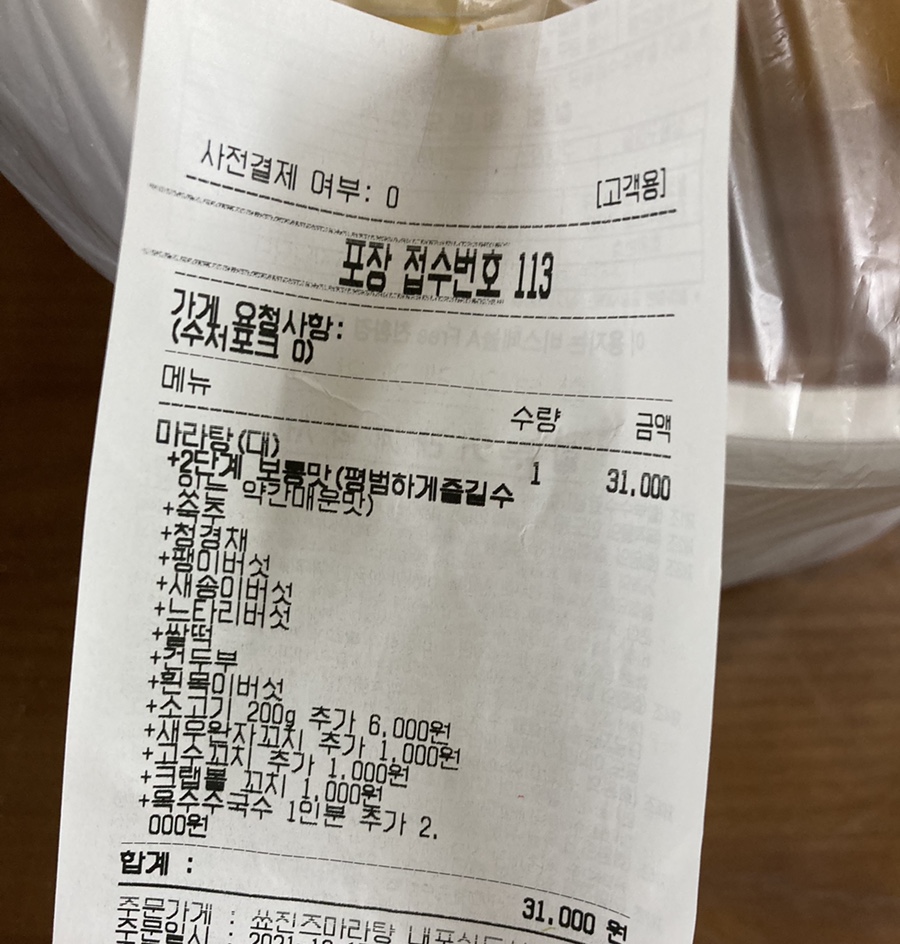 사전결제 여부: O
[고객용]
포장 접수번호 113
가게 요청사항:
(수저포크 O)
메뉴 수량 금액
마라탕(대) 1 31,000
+2단계 보통맛(평범하게즐길수
있는 약간매운맛)
+숙주
+청경채
+팽이버섯
+새송이버섯
+느타리버섯
+쌀떡
+건두부
+흰목이버섯
+소고기 200g 추가 6,000원
+새우완자꼬치 추가 1,000원
+고수꼬치 추가 1,000원
+크랩볼 꼬치 1,000원
+옥수수국수 1인분 추가 2,
000원
합계 :
31,000 원
주문가게 : 쑈진즈마라탕
주문일시 : 2021